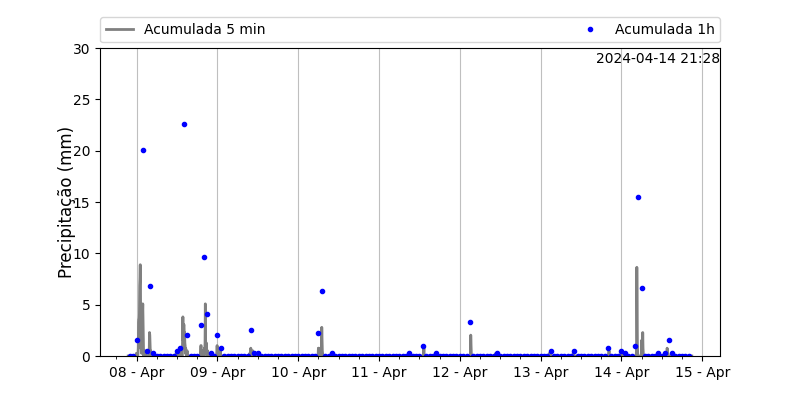 Acumulada 5 min
Acumulada 1h
2024-04-14 21:28
Precipitação (mm)
30
25
20
15
10
5
0
08 - Apr
09 - Apr
10 - Apr
11 - Apr
12 - Apr
13 - Apr
14 - Apr
15 - Apr